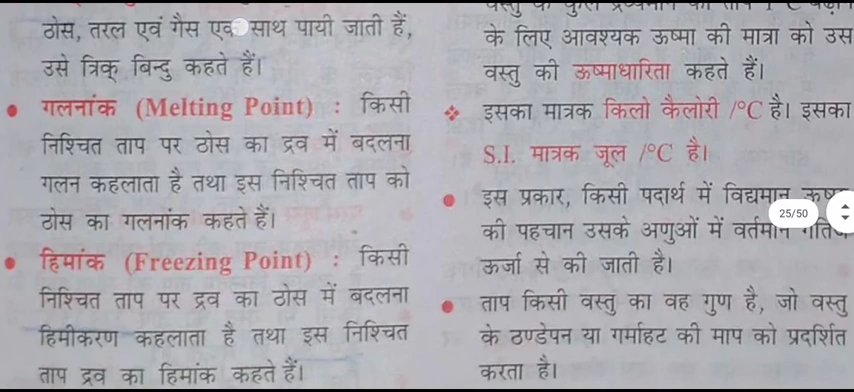 ठोस, तरल एवं गैस एक साथ पायी जाती हैं,
उसे त्रिक् बिन्दु कहते हैं।
● गलनांक (Melting Point) : किसी
निश्चित ताप पर ठोस का द्रव में बदलना
गलन कहलाता है तथा इस निश्चित ताप को
ठोस का गलनांक कहते हैं।
● हिमांक (Freezing Point) : किसी
निश्चित ताप पर द्रव का ठोस में बदलना
हिमीकरण कहलाता है तथा इस निश्चित
ताप द्रव का हिमांक कहते हैं।
के लिए आवश्यक ऊष्मा की मात्रा को उस
वस्तु की ऊष्माधारिता कहते हैं।
❖ इसका मात्रक किलो कैलोरी /°C है। इसका
S.I. मात्रक जूल /°C है।
● इस प्रकार, किसी पदार्थ में विद्यमान
की पहचान उसके अणुओं में वर्तमान
ऊर्जा से की जाती है।
● ताप किसी वस्तु का वह गुण है, जो वस्तु
के ठण्डेपन या गर्माहट की माप को प्रदर्शित
करता है।
25/50